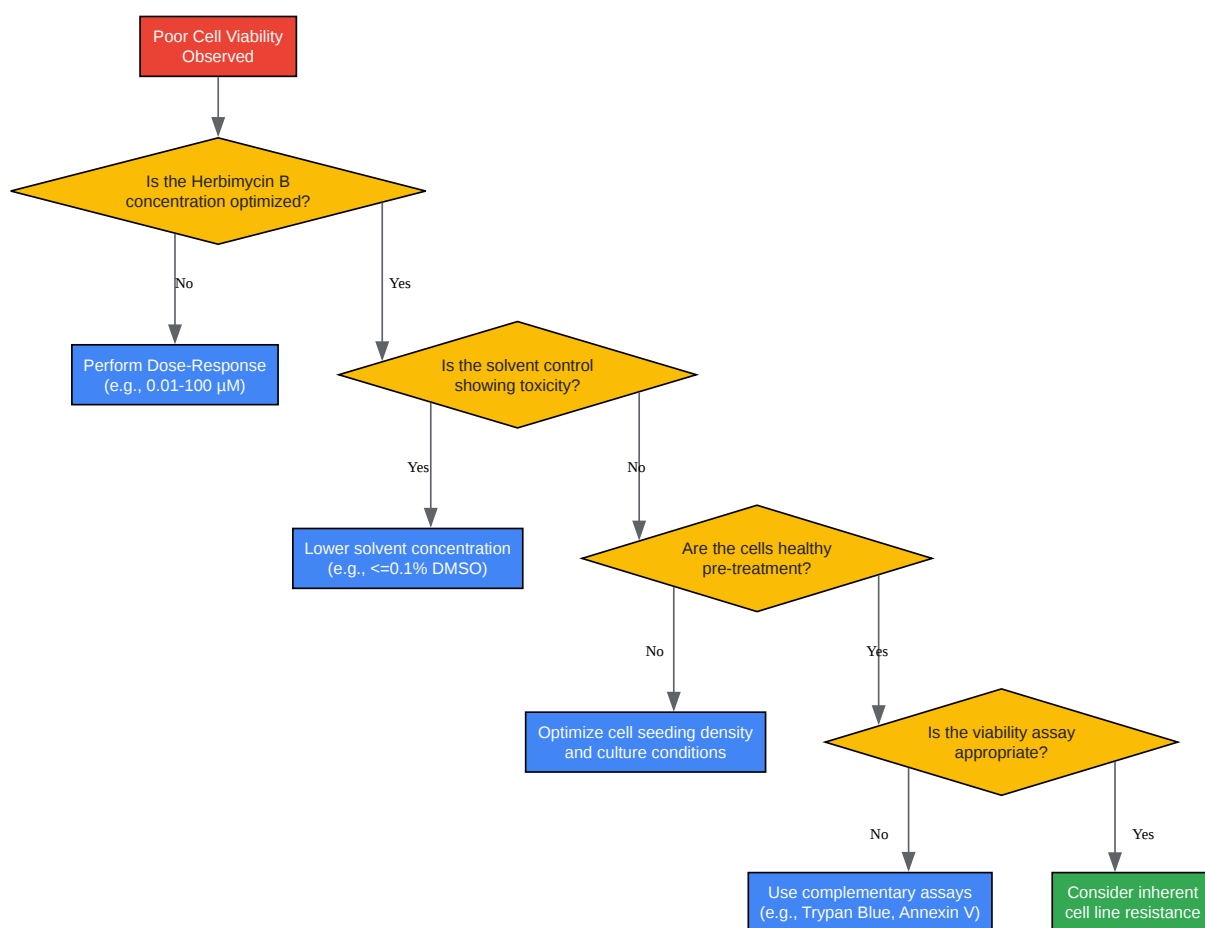 Poor Cell Viability
Observed
Is the Herbimycin B
concentration optimized?
No
Yes
Perform Dose-Response
(e.g., 0.01-100 µM)
Is the solvent control
showing toxicity?
Yes
No
Lower solvent concentration
(e.g., <=0.1% DMSO)
Are the cells healthy
pre-treatment?
No
Yes
Optimize cell seeding density
and culture conditions
Is the viability assay
appropriate?
No
Yes
Use complementary assays
(e.g., Trypan Blue, Annexin V)
Consider inherent
cell line resistance